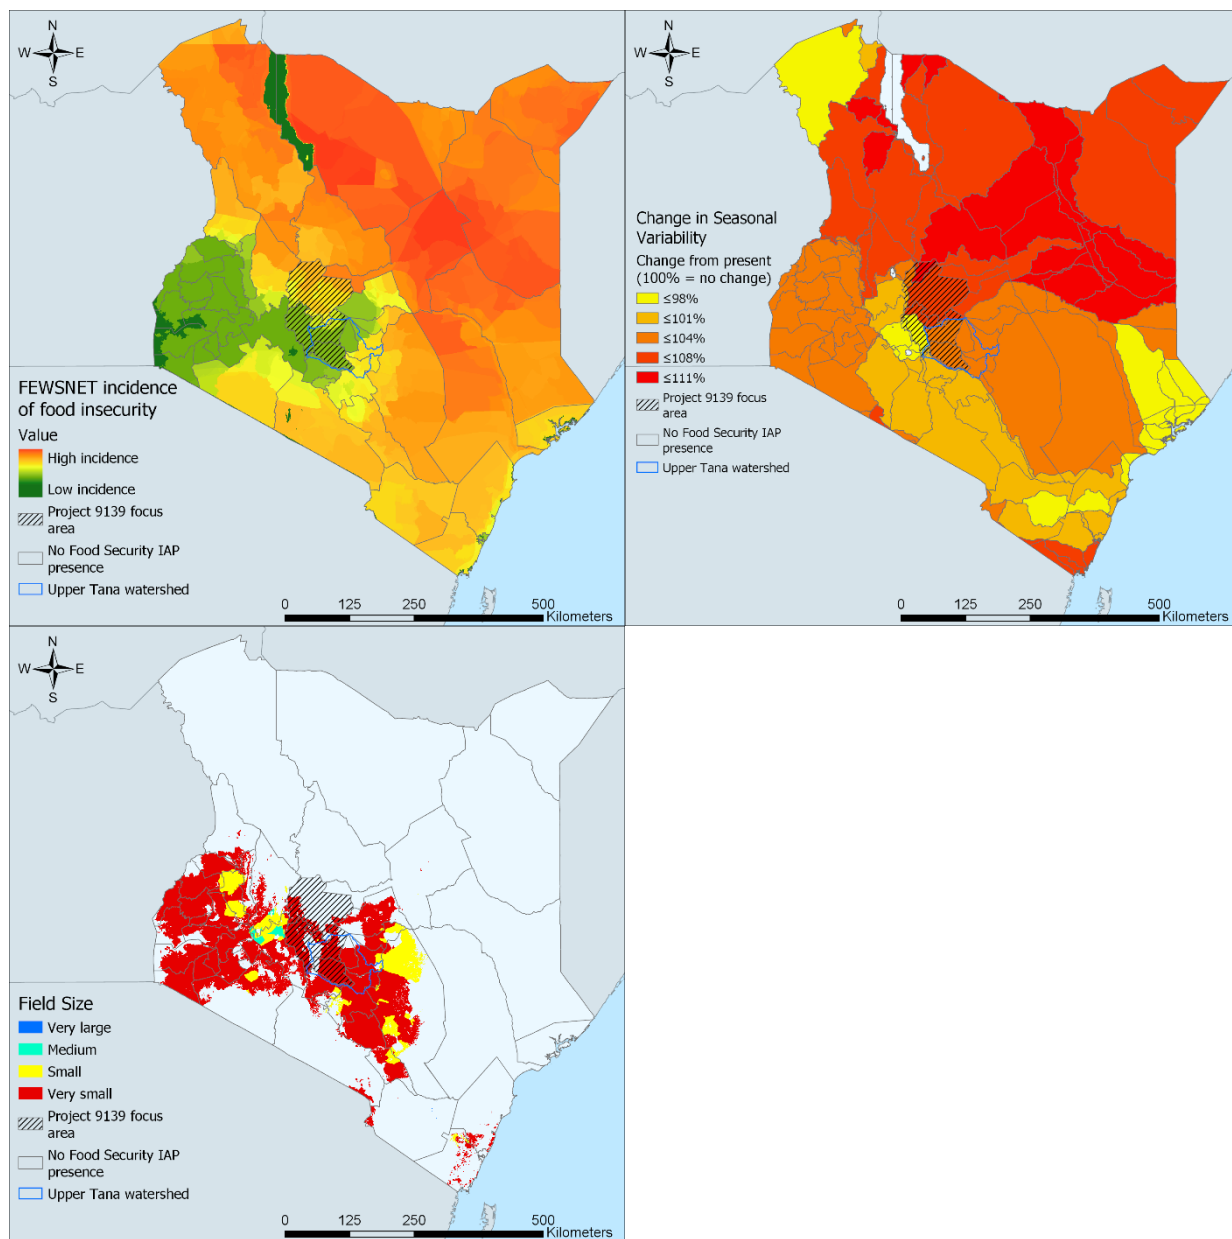 N
W E
S
FEWSNET incidence
of food insecurity
Value
High incidence
Low incidence
Project 9139 focus
area
No Food Security IAP
presence
Upper Tana watershed
0 125 250 500
Kilometers
N
W E
S
Change in Seasonal
Variability
Change from present
(100% = no change)
≤98%
≤101%
≤104%
≤108%
≤111%
Project 9139 focus
area
No Food Security IAP
presence
Upper Tana watershed
0 125 250 500
Kilometers
N
W E
S
Field Size
Very large
Medium
Small
Very small
Project 9139 focus
area
No Food Security IAP
presence
Upper Tana watershed
0 125 250 500
Kilometers